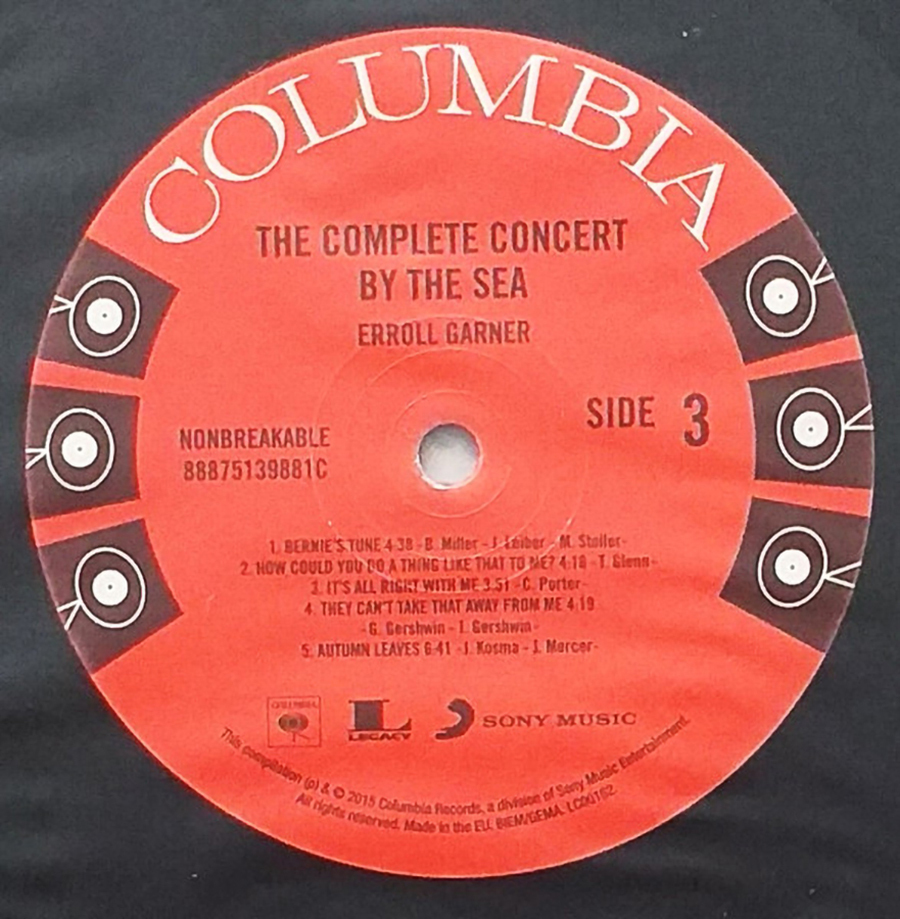 COLUMBIA
THE COMPLETE CONCERT
BY THE SEA
ERROLL GARNER
SIDE 3
NONBREAKABLE
88875139881C
1. BERNIE'S TUNE 4:38 - B. Miller - J. Leiber - M. Stoller-
2. HOW COULD YOU DO A THING LIKE THAT TO ME? 4:18 - T. Glenn-
3. IT'S ALL RIGHT WITH ME 3.51 - C. Porter-
4. THEY CAN'T TAKE THAT AWAY FROM ME 4:19
- G. Gershwin - I. Gershwin-
5. AUTUMN LEAVES 6:41 - J. Kosma - J. Mercer-
COLUMBIA
L LEGACY
SONY MUSIC
This compilation (p) & © 2015 Columbia Records, a division of Sony Music Entertainment.
All rights reserved. Made in the EU. BIEM/GEMA. LC00162